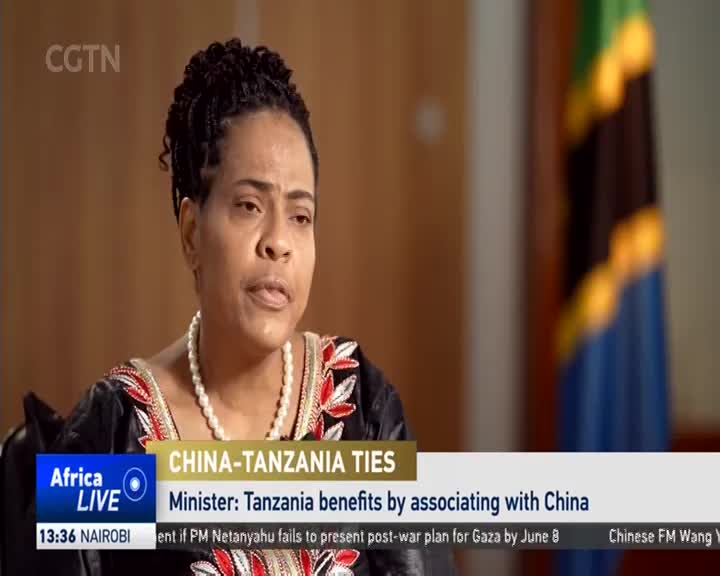 CGTN
CHINA-TANZANIA TIES
Africa
LIVE
Minister: Tanzania benefits by associating with China
13:36 NAIROBI
ment if PM Netanyahu fails to present post-war plan for Gaza by June 8 Chinese FM Wang Y